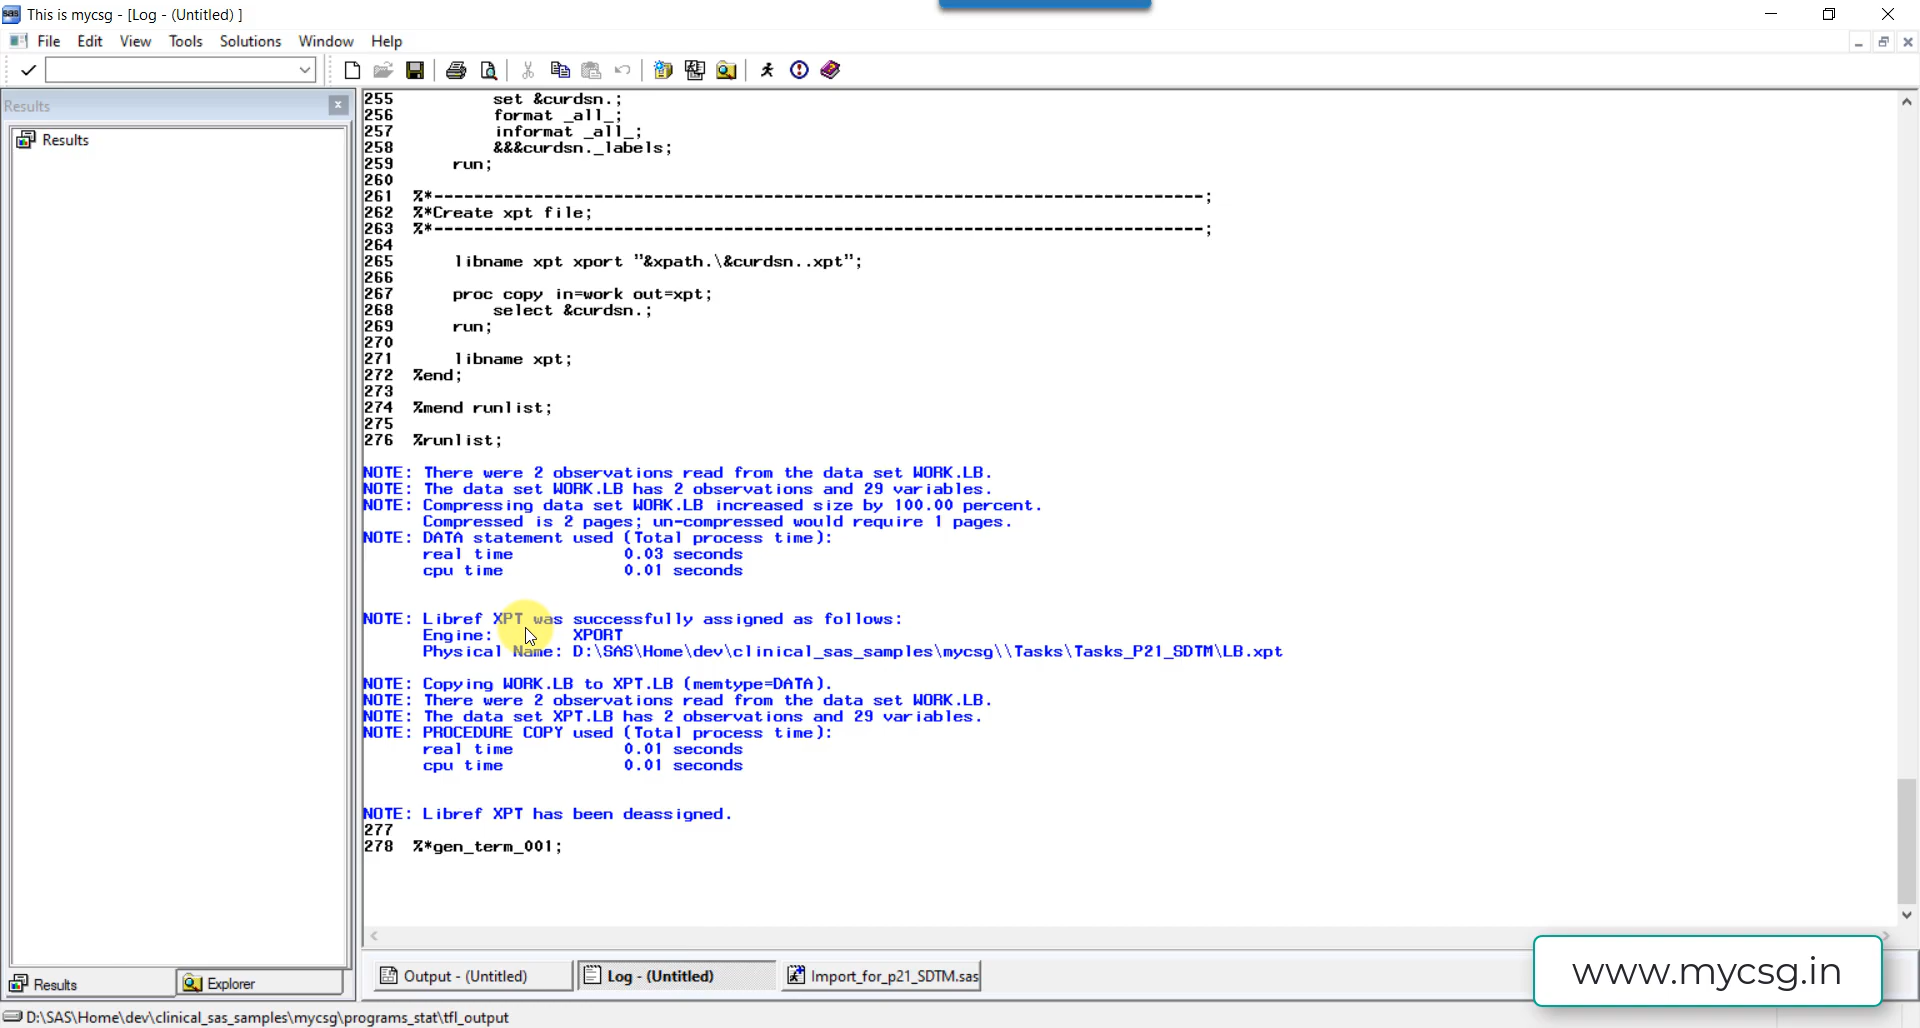 This is mycsg - [Log - (Untitled) ]
File Edit View Tools Solutions Window Help
Results
Results
255 set &curdsn.;
256 format _all_;
257 informat _all_;
258 &&&curdsn._labels;
259 run;
260
261 %*-----------------------------------------------------------------------------;
262 %*Create xpt file;
263 %*-----------------------------------------------------------------------------;
264
265 libname xpt xport "&xpath.\&curdsn..xpt";
266
267 proc copy in=work out=xpt;
268 select &curdsn.;
269 run;
270
271 libname xpt;
272 %end;
273
274 %mend runlist;
275
276 %runlist;
NOTE: There were 2 observations read from the data set WORK.LB.
NOTE: The data set WORK.LB has 2 observations and 29 variables.
NOTE: Compressing data set WORK.LB increased size by 100.00 percent.
Compressed is 2 pages; un-compressed would require 1 pages.
NOTE: DATA statement used (Total process time):
real time 0.03 seconds
cpu time 0.01 seconds
NOTE: Libref XPT was successfully assigned as follows:
Engine: XPORT
Physical Name: D:\SAS\Home\dev\clinical_sas_samples\mycsg\\Tasks\Tasks_P21_SDTM\LB.xpt
NOTE: Copying WORK.LB to XPT.LB (memtype=DATA).
NOTE: There were 2 observations read from the data set WORK.LB.
NOTE: The data set XPT.LB has 2 observations and 29 variables.
NOTE: PROCEDURE COPY used (Total process time):
real time 0.01 seconds
cpu time 0.01 seconds
NOTE: Libref XPT has been deassigned.
277
278 %*gen_term_001;
Results Explorer
Output - (Untitled) Log - (Untitled) Import_for_p21_SDTM.sas
www.mycsg.in
D:\SAS\Home\dev\clinical_sas_samples\mycsg\programs_stat\tfl_output